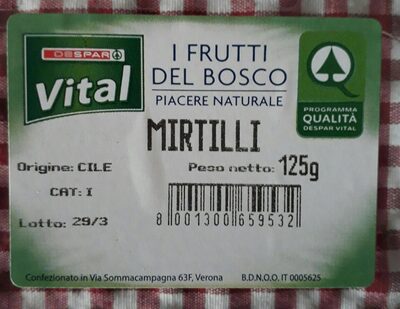 DESPAR
Vital
I FRUTTI
DEL BOSCO
PIACERE NATURALE
PROGRAMMA
QUALITÀ
DESPAR VITAL
MIRTILLI
Origine: CILE
Peso netto: 125g
CAT: I
Lotto: 29/3
8 001300 659532
Confezionato in Via Sommacampagna 63F, Verona
B.D.N.O.O. IT 0005625